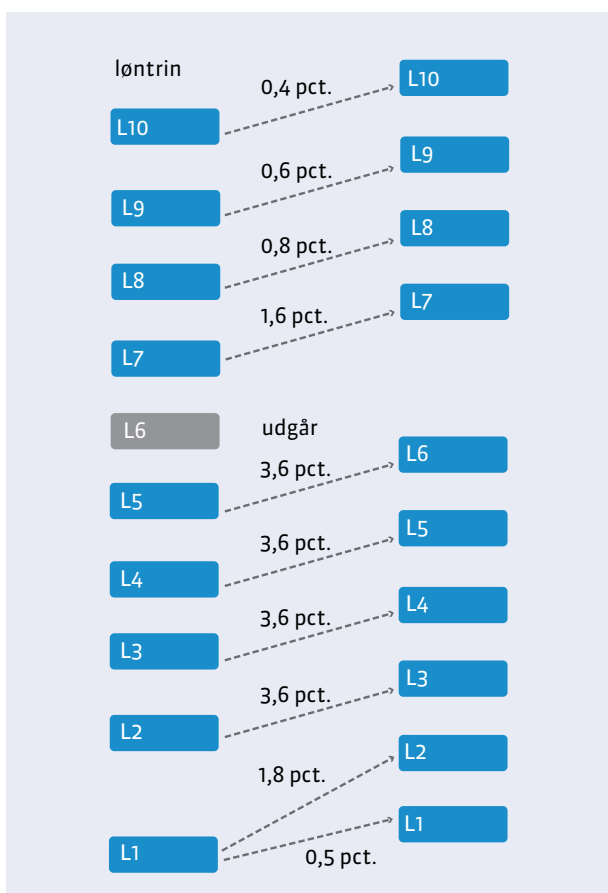 løntrin
0,4 pct.
L10
L10
0,6 pct.
L9
L9
0,8 pct.
L8
L8
1,6 pct.
L7
L7
L6
udgår
L6
3,6 pct.
L5
3,6 pct.
L5
L4
3,6 pct.
L4
L3
3,6 pct.
L3
L2
1,8 pct.
L2
L1
L1
0,5 pct.